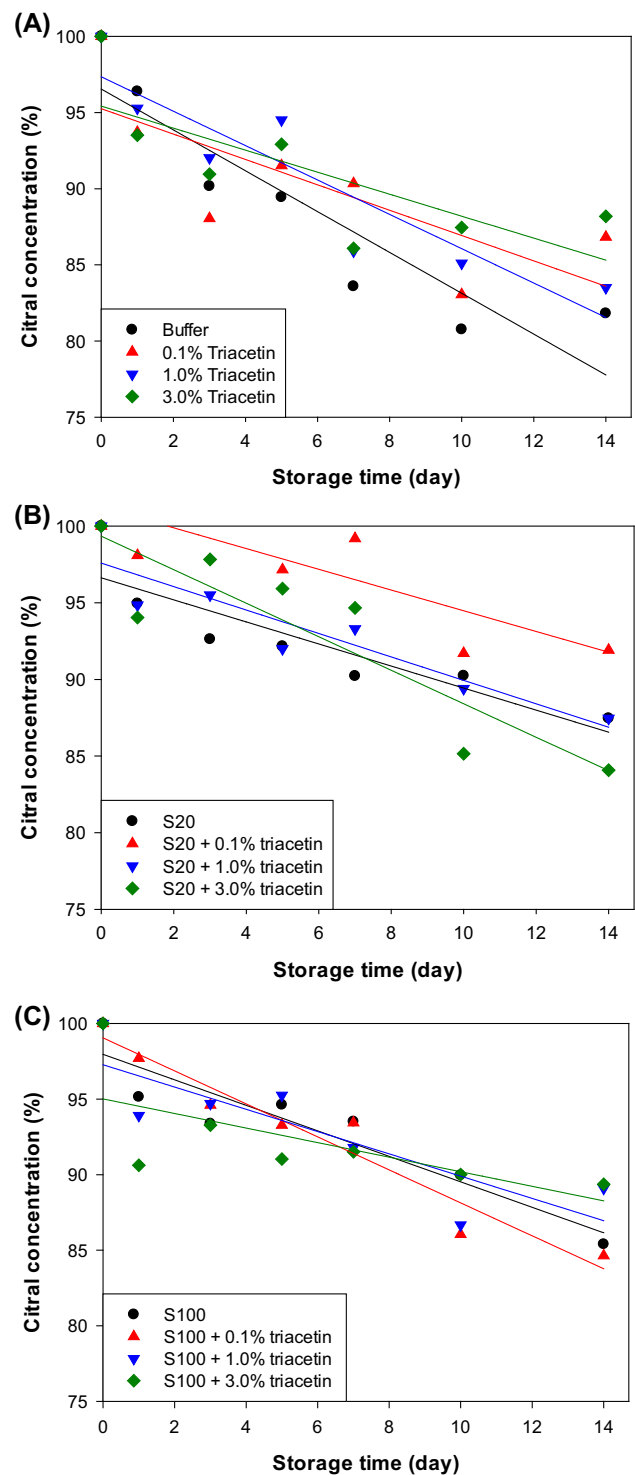 (A)
100
95
90
85
80
75
Citral concentration (%)
Buffer
0.1% Triacetin
1.0% Triacetin
3.0% Triacetin
0 2 4 6 8 10 12 14
Storage time (day)
(B)
100
95
90
85
80
75
Citral concentration (%)
S20
S20 + 0.1% triacetin
S20 + 1.0% triacetin
S20 + 3.0% triacetin
0 2 4 6 8 10 12 14
Storage time (day)
(C)
100
95
90
85
80
75
Citral concentration (%)
S100
S100 + 0.1% triacetin
S100 + 1.0% triacetin
S100 + 3.0% triacetin
0 2 4 6 8 10 12 14
Storage time (day)